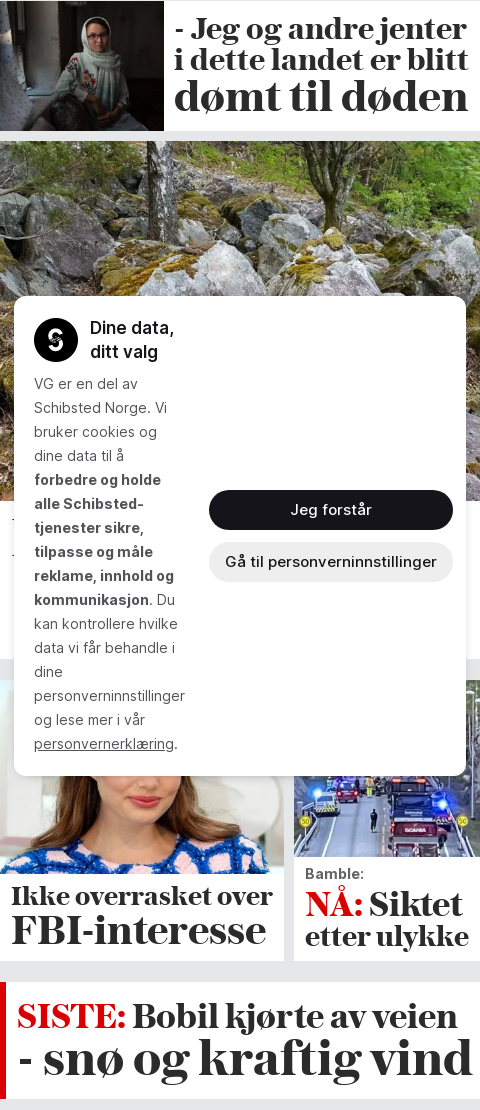 - Jeg og andre jenter
i dette landet er blitt
dømt til døden
Dine data,
ditt valg
VG er en del av
Schibsted Norge. Vi
bruker cookies og
dine data til å
forbedre og holde
alle Schibsted-
tjenester sikre,
tilpasse og måle
reklame, innhold og
kommunikasjon. Du
kan kontrollere hvilke
data vi får behandle i
dine
personverninnstillinger
og lese mer i vår
personvernerklæring.
Jeg forstår
Gå til personverninnstillinger
Ikke overrasket over
FBI-interesse
Bamble:
NÅ: Siktet
etter ulykke
SISTE: Bobil kjørte av veien
- snø og kraftig vind